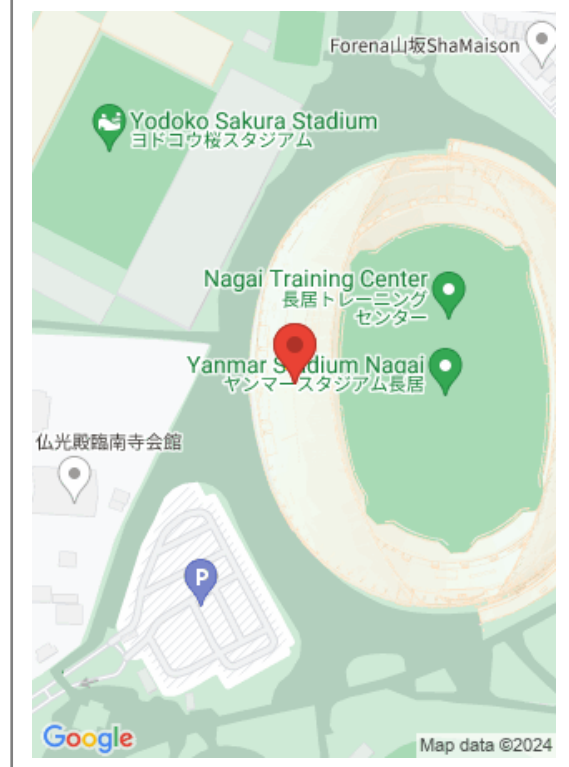 Forena山坂ShaMaison
Yodoko Sakura Stadium
ヨドコウ桜スタジアム
Nagai Training Center
長居トレーニング
センター
Yanmar Stadium Nagai
ヤンマースタジアム長居
仏光殿臨南寺会館
P
Google
Map data ©2024